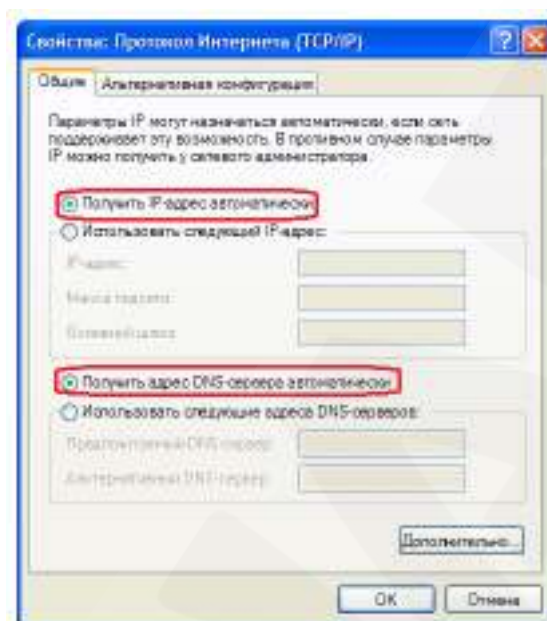 Свойства: Протокол Интернета (TCP/IP)
Общие
Альтернативная конфигурация
Параметры IP могут назначаться автоматически, если сеть
поддерживает эту возможность. В противном случае параметры
IP можно получить у сетевого администратора.
Получить IP-адрес автоматически
Использовать следующий IP-адрес:
IP-адрес:
Маска подсети:
Основной шлюз:
Получить адрес DNS-сервера автоматически
Использовать следующие адреса DNS-серверов:
Предпочитаемый DNS-сервер:
Альтернативный DNS-сервер:
Дополнительно...
OK
Отмена